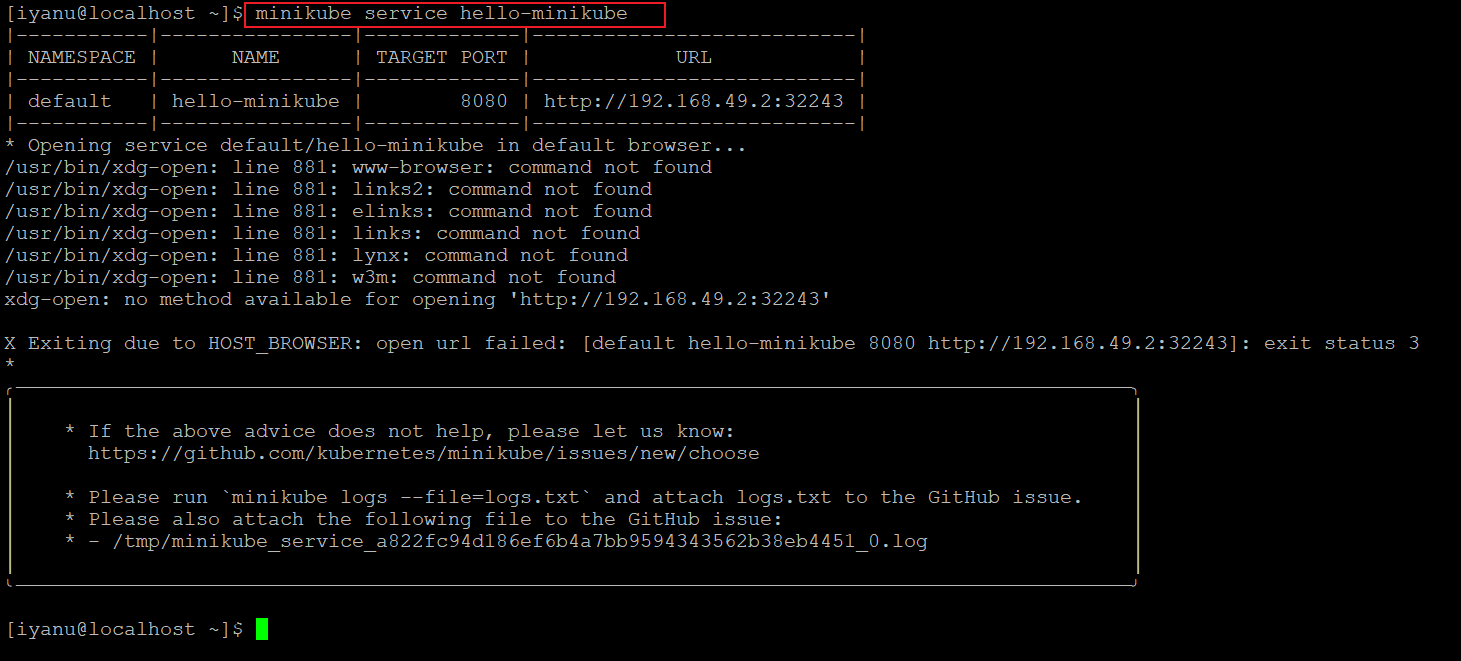 [iyanu@localhost ~]$ minikube service hello-minikube
|-----------|----------------|-------------|---------------------------|
| NAMESPACE |      NAME      | TARGET PORT |            URL            |
|-----------|----------------|-------------|---------------------------|
| default   | hello-minikube |        8080 | http://192.168.49.2:32243 |
|-----------|----------------|-------------|---------------------------|
* Opening service default/hello-minikube in default browser...
/usr/bin/xdg-open: line 881: www-browser: command not found
/usr/bin/xdg-open: line 881: links2: command not found
/usr/bin/xdg-open: line 881: elinks: command not found
/usr/bin/xdg-open: line 881: links: command not found
/usr/bin/xdg-open: line 881: lynx: command not found
/usr/bin/xdg-open: line 881: w3m: command not found
xdg-open: no method available for opening 'http://192.168.49.2:32243'
X Exiting due to HOST_BROWSER: open url failed: [default hello-minikube 8080 http://192.168.49.2:32243]: exit status 3
*
* If the above advice does not help, please let us know:
https://github.com/kubernetes/minikube/issues/new/choose
* Please run `minikube logs --file=logs.txt` and attach logs.txt to the GitHub issue.
* Please also attach the following file to the GitHub issue:
* - /tmp/minikube_service_a822fc94d186ef6b4a7bb9594343562b38eb4451_0.log
[iyanu@localhost ~]$